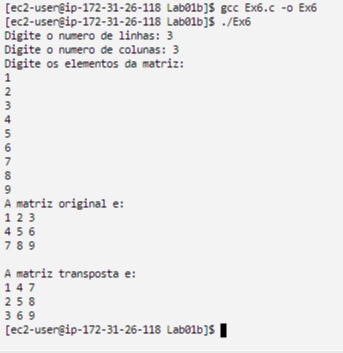 [ec2-user@ip-172-31-26-118 Lab01b]$ gcc Ex6.c -o Ex6
[ec2-user@ip-172-31-26-118 Lab01b]$ ./Ex6
Digite o numero de linhas: 3
Digite o numero de colunas: 3
Digite os elementos da matriz:
1
2
3
4
5
6
7
8
9
A matriz original e:
1 2 3
4 5 6
7 8 9
A matriz transposta e:
1 4 7
2 5 8
3 6 9
[ec2-user@ip-172-31-26-118 Lab01b]$